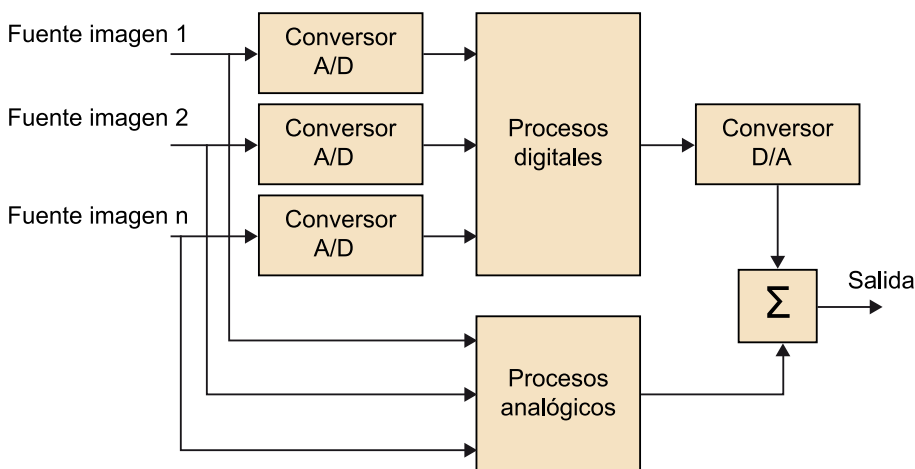 Fuente imagen 1
Conversor
A/D
Fuente imagen 2
Conversor
A/D
Fuente imagen n
Conversor
A/D
Procesos
digitales
Conversor
D/A
Σ
Salida
Procesos
analógicos